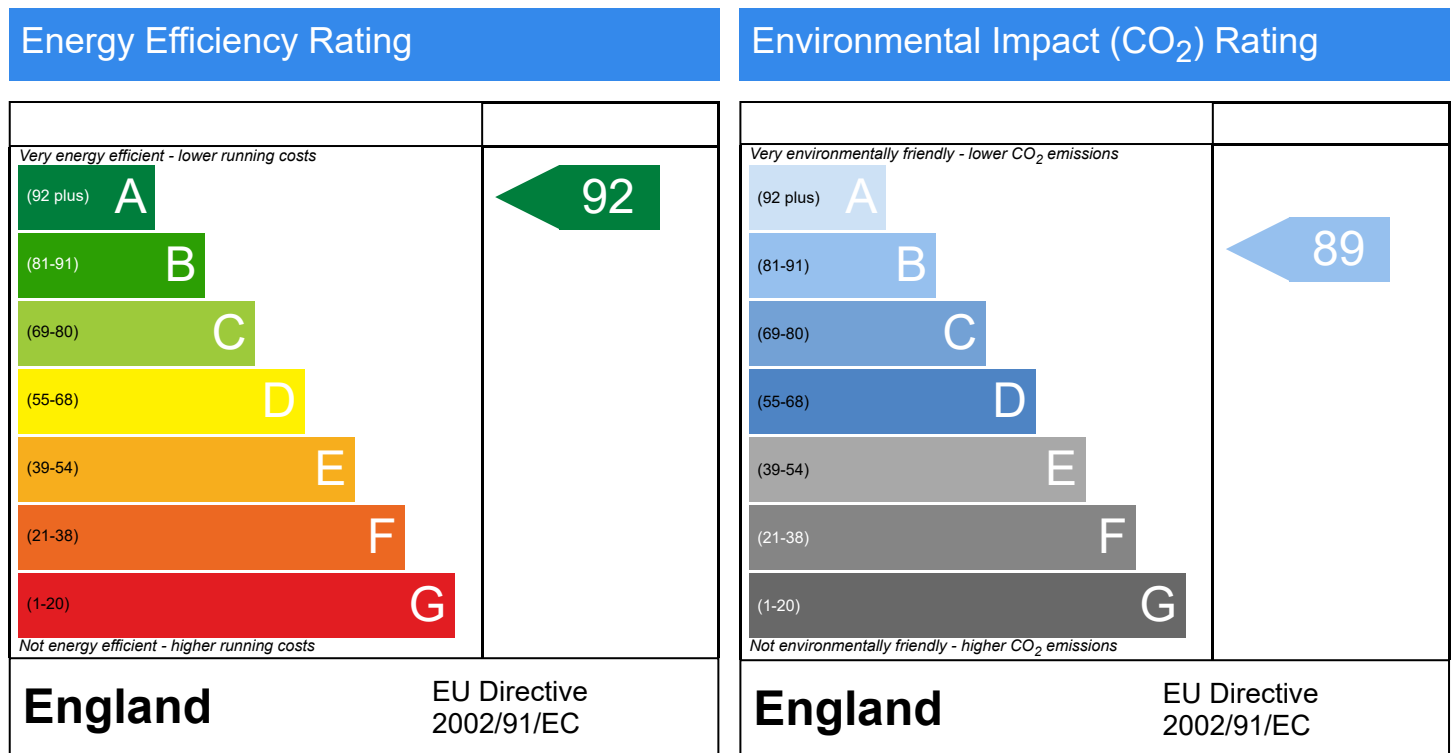 Energy Efficiency Rating
Very energy efficient - lower running costs
(92 plus) A
92
(81-91) B
(69-80) C
(55-68) D
(39-54) E
(21-38) F
(1-20) G
Not energy efficient - higher running costs
England
EU Directive
2002/91/EC
Environmental Impact (CO₂) Rating
Very environmentally friendly - lower CO₂ emissions
(92 plus) A
(81-91) B
89
(69-80) C
(55-68) D
(39-54) E
(21-38) F
(1-20) G
Not environmentally friendly - higher CO₂ emissions
England
EU Directive
2002/91/EC